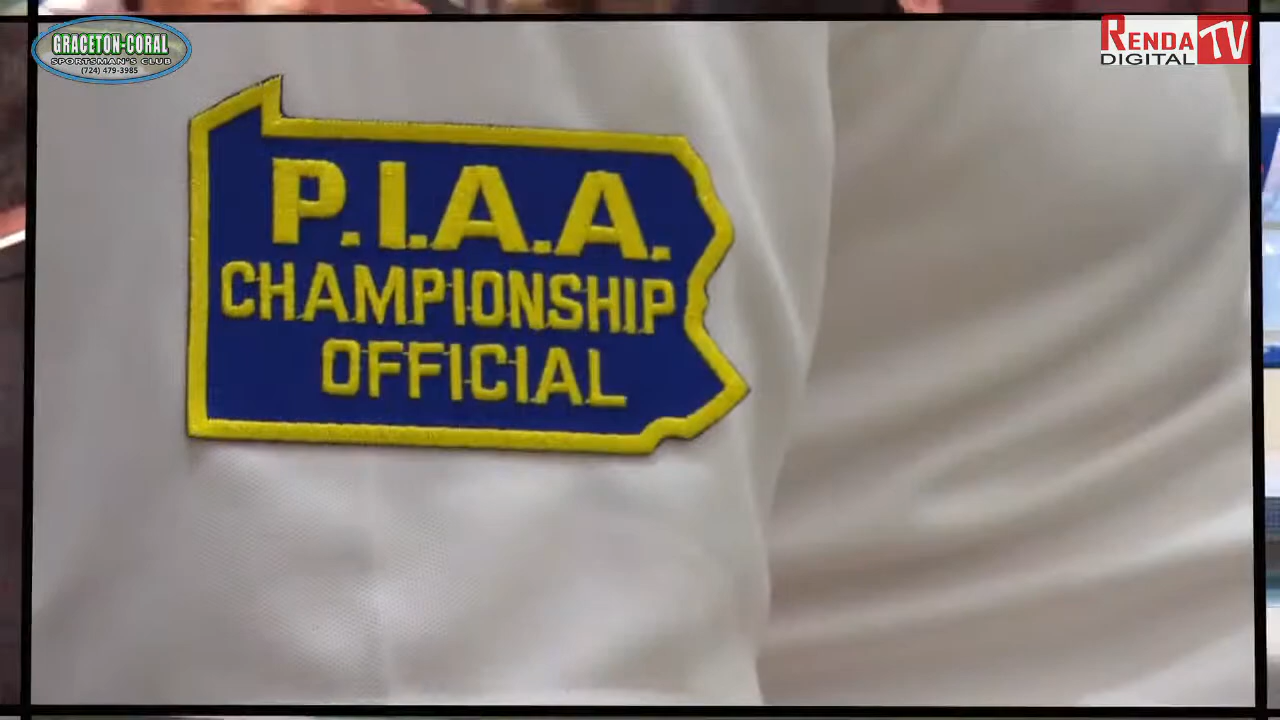 GRACETON-CORAL
SPORTSMAN'S CLUB
(724) 479-3985
RENDA TV
DIGITAL
P.I.A.A.
CHAMPIONSHIP
OFFICIAL